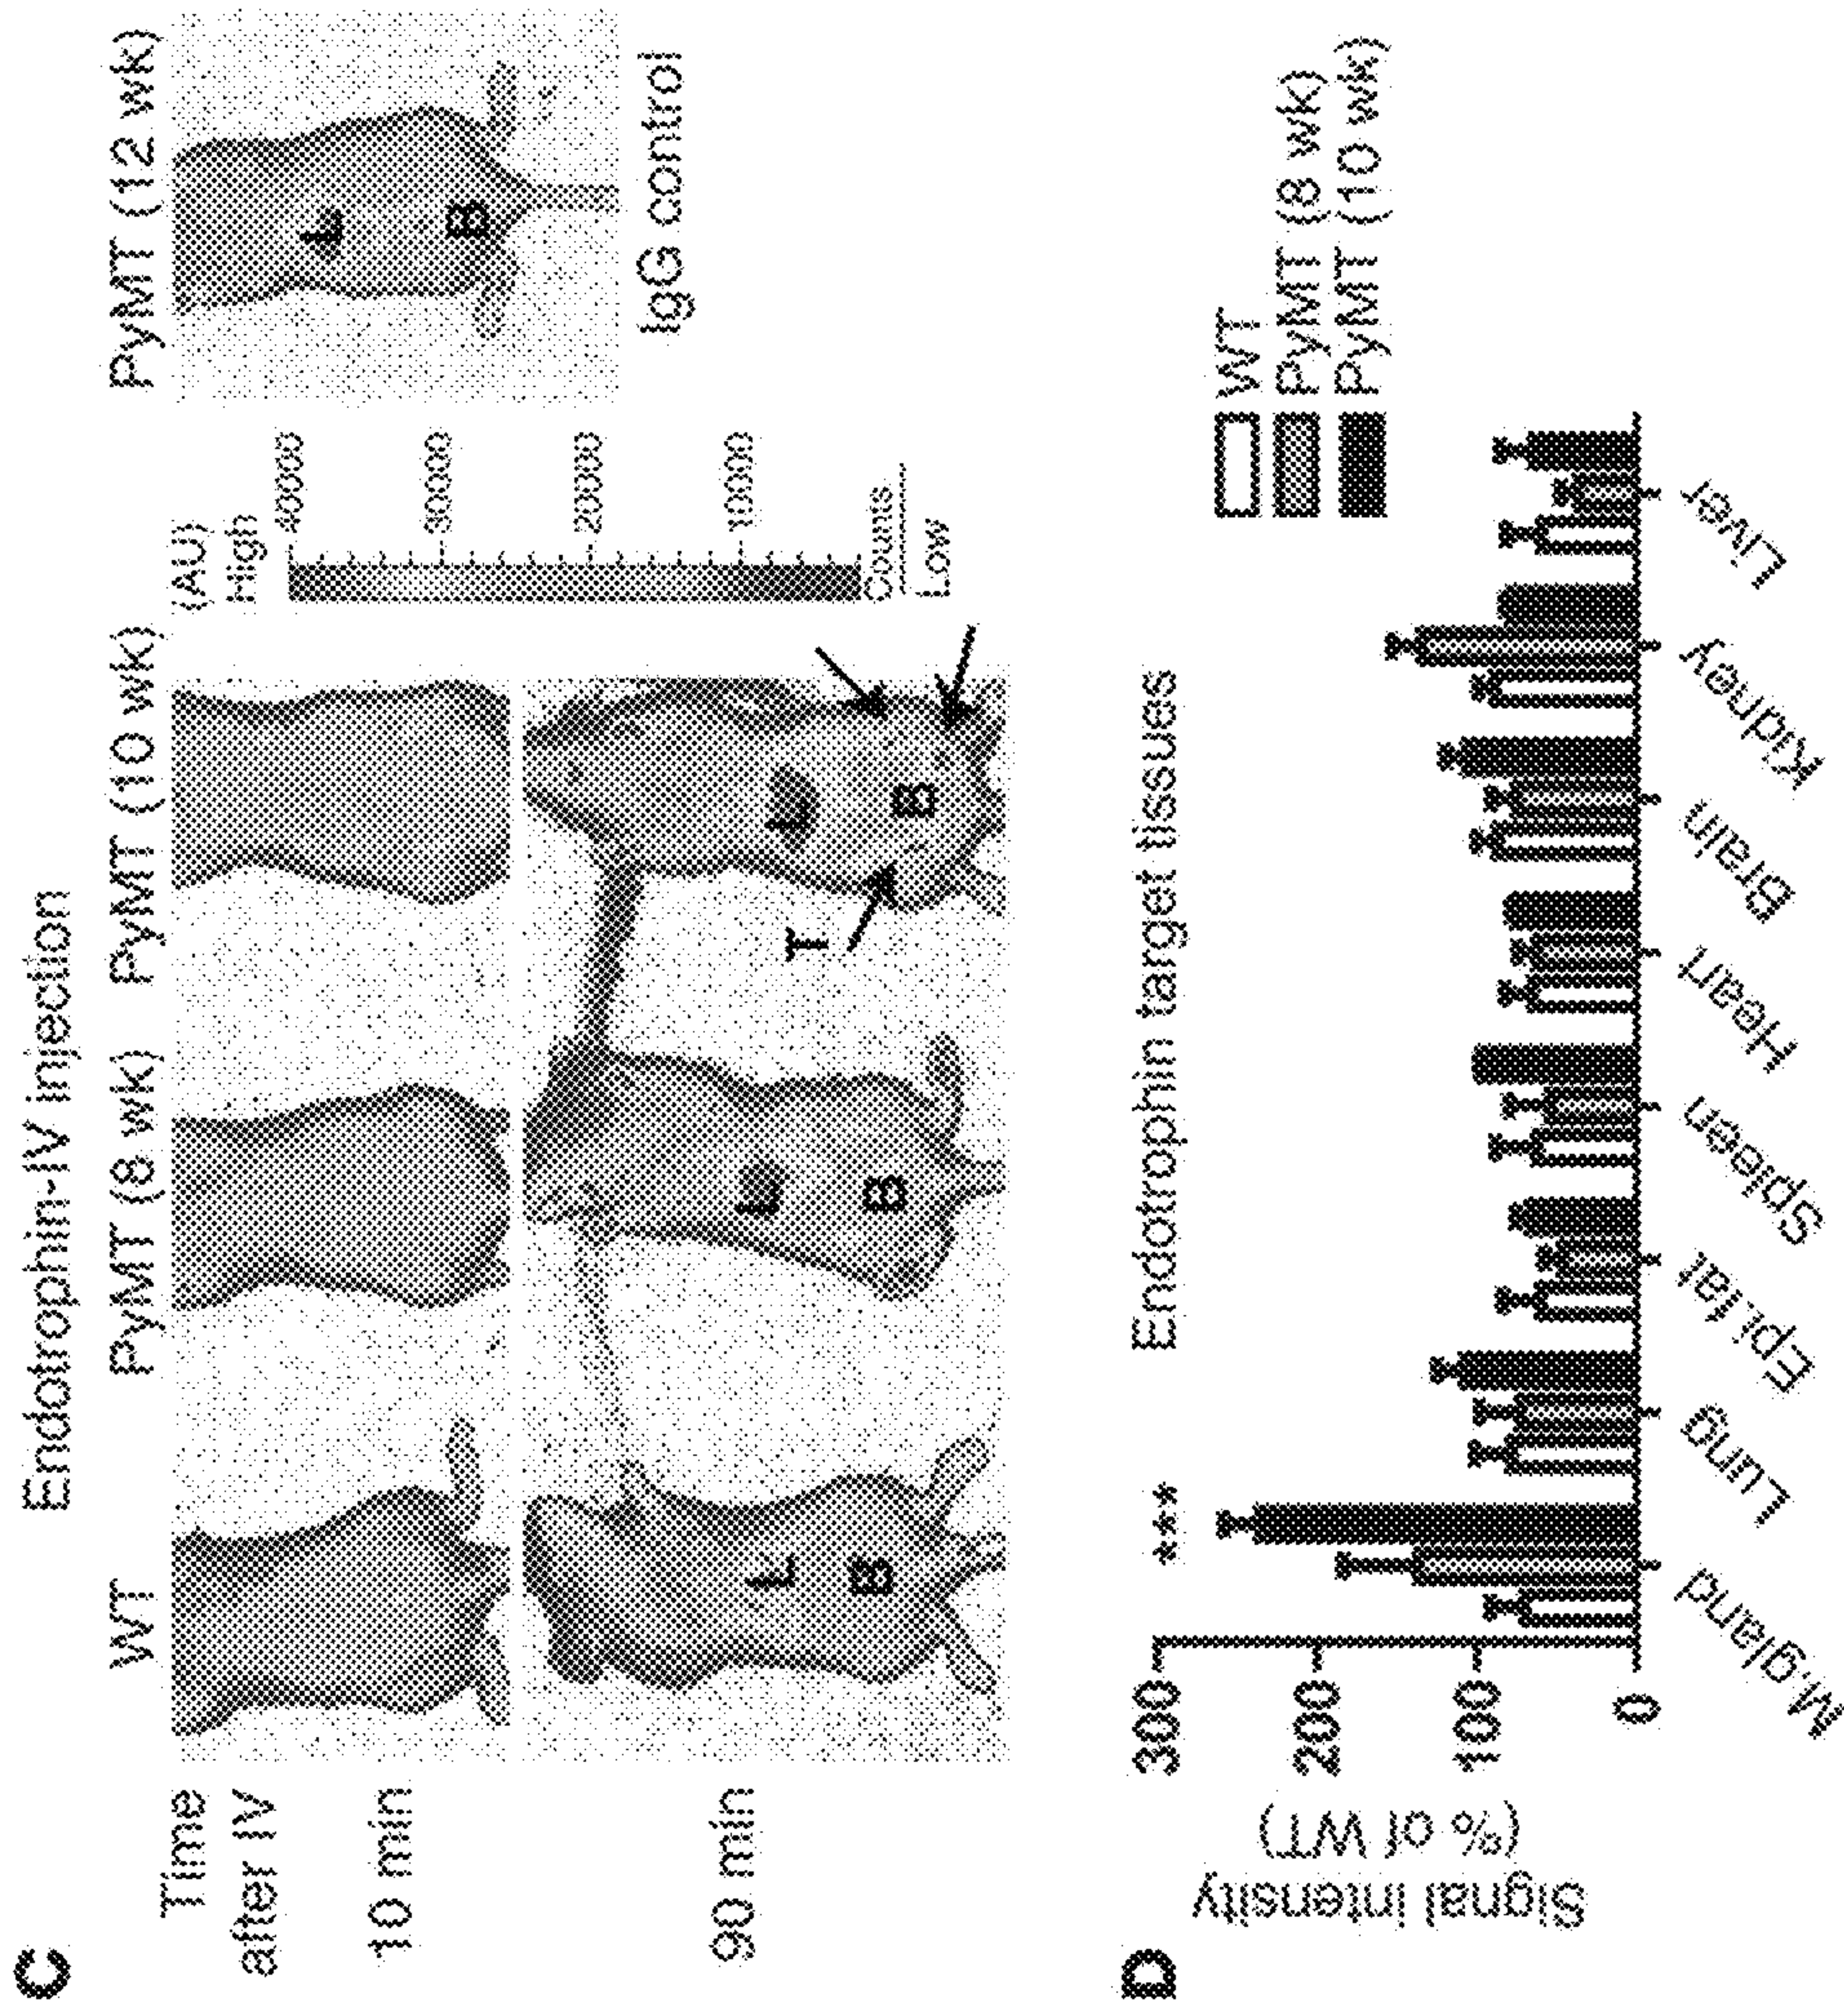 C
Endotrophin-IV injection
Time
after IV
WT
PyMT (8 wk)
PyMT (10 wk)
PyMT (12 wk)
10 min
90 min
(AU)
High
40000
30000
20000
10000
Counts
Low
L
B
L
B
L
B
T
L
B
IgG control
D
Endotrophin target tissues
Signal intensity
(% of WT)
300
200
100
0
***
WT
PyMT (8 wk)
PyMT (10 wk)
M.gland
Lung
Epi.fat
Spleen
Heart
Brain
Kidney
Liver